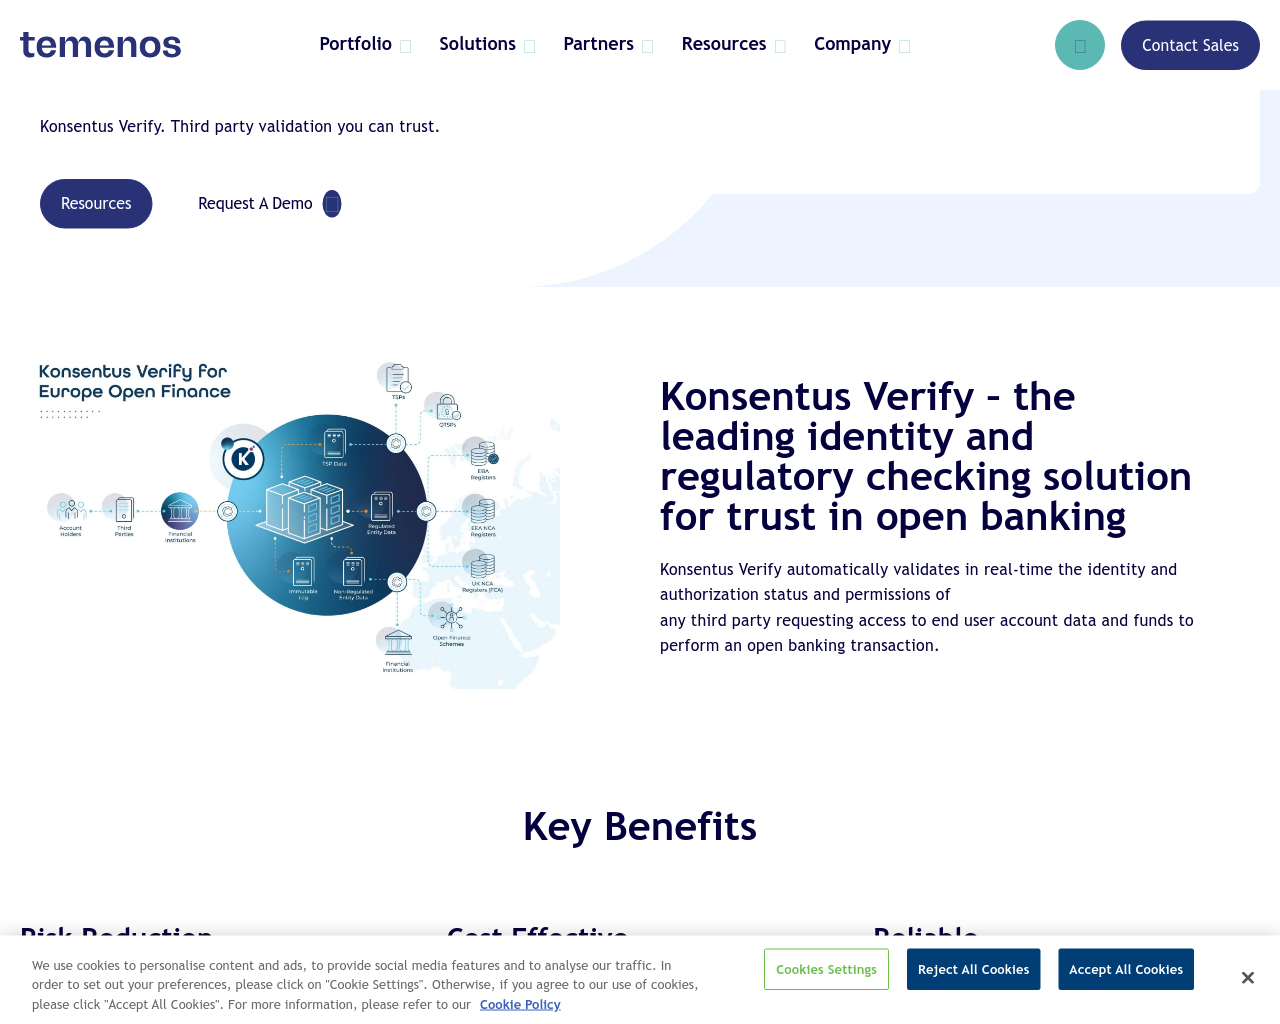 temenos
Portfolio
Solutions
Partners
Resources
Company
Contact Sales
Konsentus Verify. Third party validation you can trust.
Resources
Request A Demo
Konsentus Verify for
Europe Open Finance
TSPs
QTSPs
K
TSP Data
EBA
Registers
Account
Holders
Third
Parties
Financial
Institutions
Regulated
Entity Data
EEA NCA
Registers
Immutable
Log
Non-Regulated
Entity Data
UK NCA
Registers (FCA)
Open Finance
Schemes
Financial
Institutions
Konsentus Verify – the
leading identity and
regulatory checking solution
for trust in open banking
Konsentus Verify automatically validates in real-time the identity and
authorization status and permissions of
any third party requesting access to end user account data and funds to
perform an open banking transaction.
Key Benefits
Risk Reduction
Cost Effective
Reliable
We use cookies to personalise content and ads, to provide social media features and to analyse our traffic. In
order to set out your preferences, please click on "Cookie Settings". Otherwise, if you agree to our use of cookies,
please click "Accept All Cookies". For more information, please refer to our Cookie Policy
Cookies Settings
Reject All Cookies
Accept All Cookies